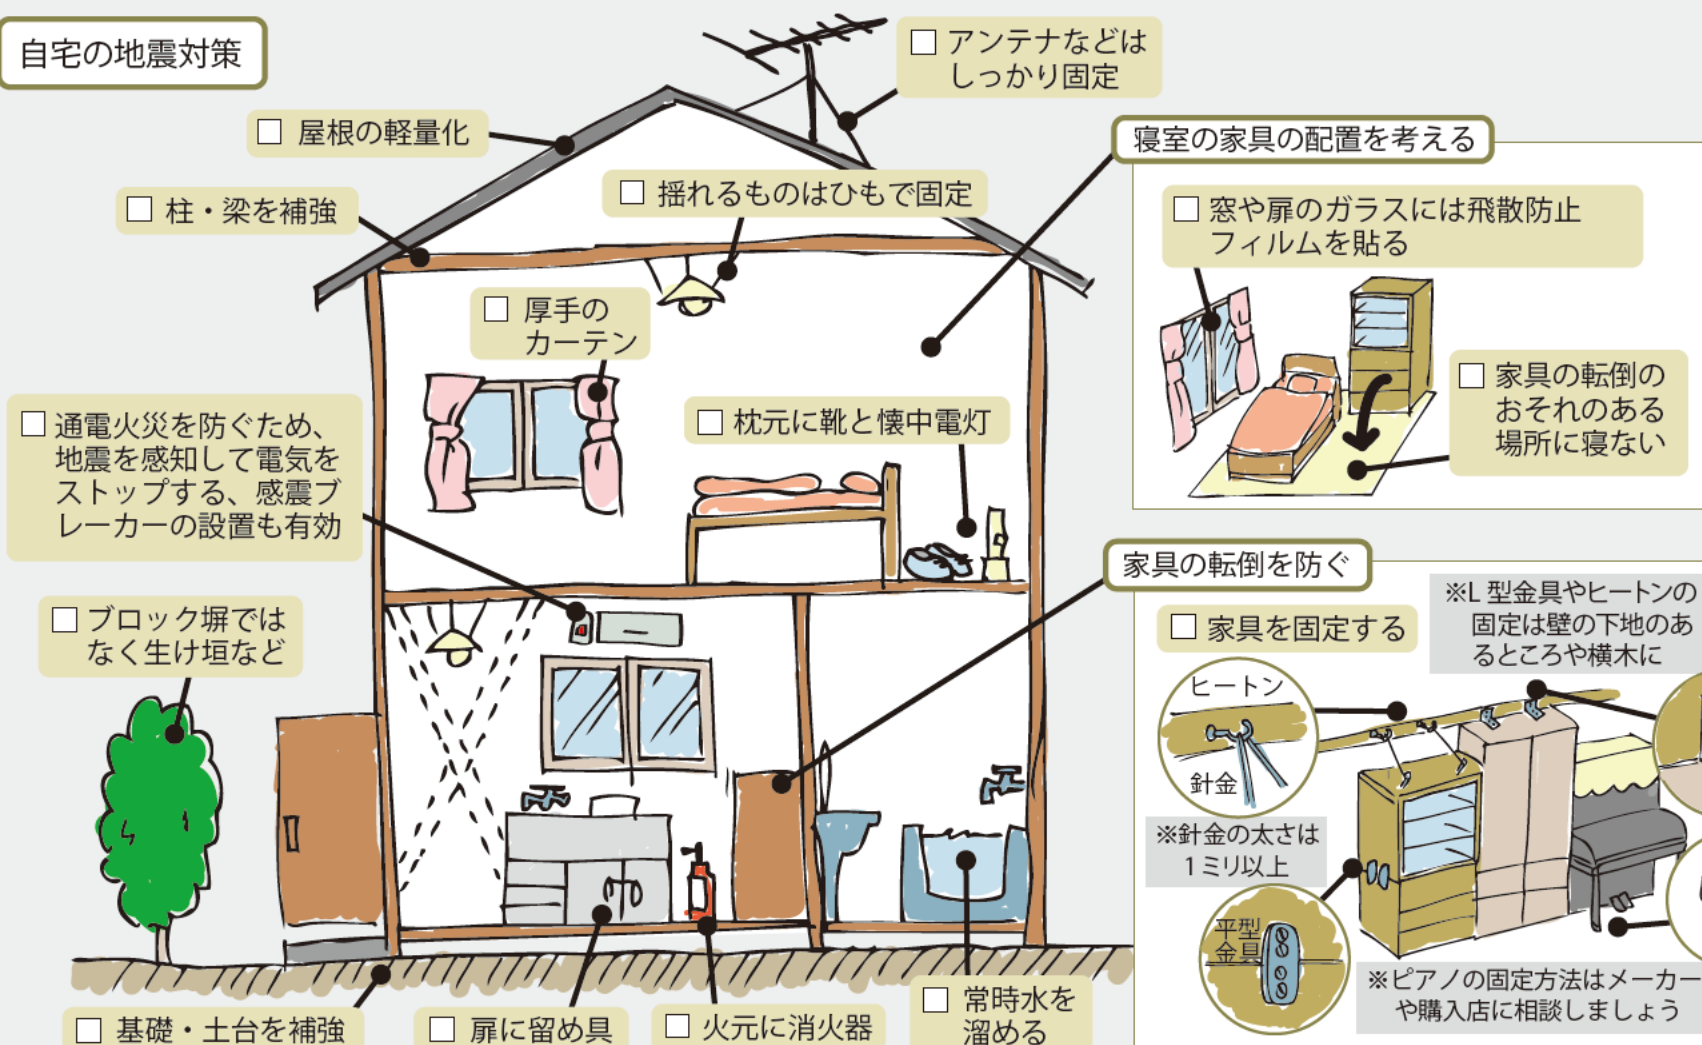 自宅の地震対策
□ アンテナなどは
しっかり固定
□ 屋根の軽量化
□ 柱・梁を補強
□ 揺れるものはひもで固定
□ 厚手の
カーテン
□ 通電火災を防ぐため、
地震を感知して電気を
ストップする、感震ブ
レーカーの設置も有効
□ 枕元に靴と懐中電灯
□ ブロック塀では
なく生け垣など
□ 基礎・土台を補強
□ 扉に留め具
□ 火元に消火器
□ 常時水を
溜める
寝室の家具の配置を考える
□ 窓や扉のガラスには飛散防止
フィルムを貼る
□ 家具の転倒の
おそれのある
場所に寝ない
家具の転倒を防ぐ
□ 家具を固定する
※L 型金具やヒートンの
固定は壁の下地のあ
るところや横木に
ヒートン
針金
※針金の太さは
1ミリ以上
平型
金具
※ピアノの固定方法はメーカー
や購入店に相談しましょう